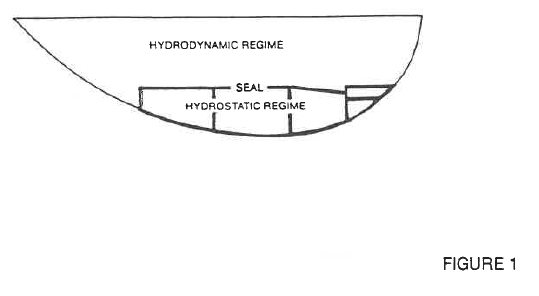 HYDRODYNAMIC REGIME
SEAL
HYDROSTATIC REGIME
FIGURE 1